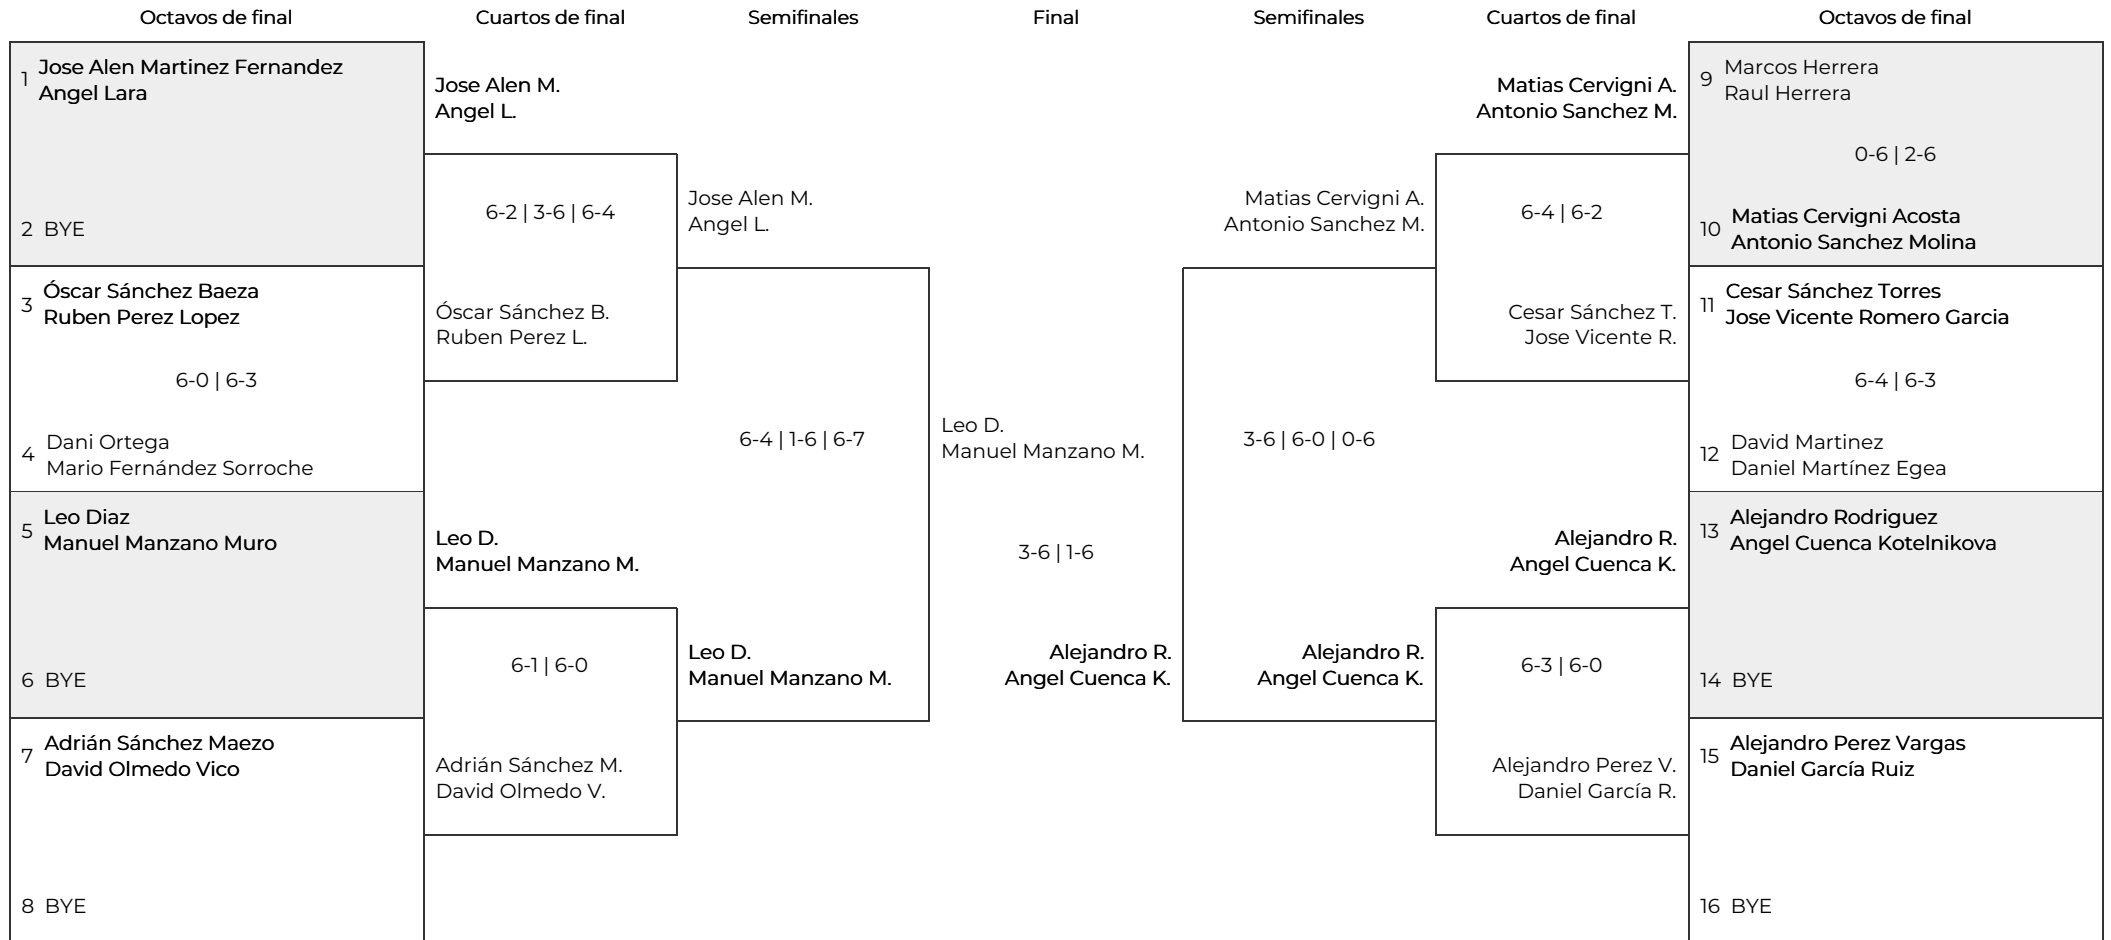 Octavos de final
Cuartos de final
Semifinales
Final
Semifinales
Cuartos de final
Octavos de final
1
Jose Alen Martinez Fernandez
Angel Lara
2 BYE
3
Óscar Sánchez Baeza
Ruben Perez Lopez
6-0 | 6-3
4
Dani Ortega
Mario Fernández Sorroche
5
Leo Diaz
Manuel Manzano Muro
6 BYE
7
Adrián Sánchez Maezo
David Olmedo Vico
8 BYE
Jose Alen M.
Angel L.
6-2 | 3-6 | 6-4
Óscar Sánchez B.
Ruben Perez L.
Leo D.
Manuel Manzano M.
6-1 | 6-0
Adrián Sánchez M.
David Olmedo V.
Jose Alen M.
Angel L.
6-4 | 1-6 | 6-7
Leo D.
Manuel Manzano M.
Leo D.
Manuel Manzano M.
3-6 | 1-6
Alejandro R.
Angel Cuenca K.
Matias Cervigni A.
Antonio Sanchez M.
3-6 | 6-0 | 0-6
Alejandro R.
Angel Cuenca K.
Matias Cervigni A.
Antonio Sanchez M.
6-4 | 6-2
Cesar Sánchez T.
Jose Vicente R.
Alejandro R.
Angel Cuenca K.
6-3 | 6-0
Alejandro Perez V.
Daniel García R.
9
Marcos Herrera
Raul Herrera
0-6 | 2-6
10
Matias Cervigni Acosta
Antonio Sanchez Molina
11
Cesar Sánchez Torres
Jose Vicente Romero Garcia
6-4 | 6-3
12
David Martinez
Daniel Martínez Egea
13
Alejandro Rodriguez
Angel Cuenca Kotelnikova
14 BYE
15
Alejandro Perez Vargas
Daniel García Ruiz
16 BYE